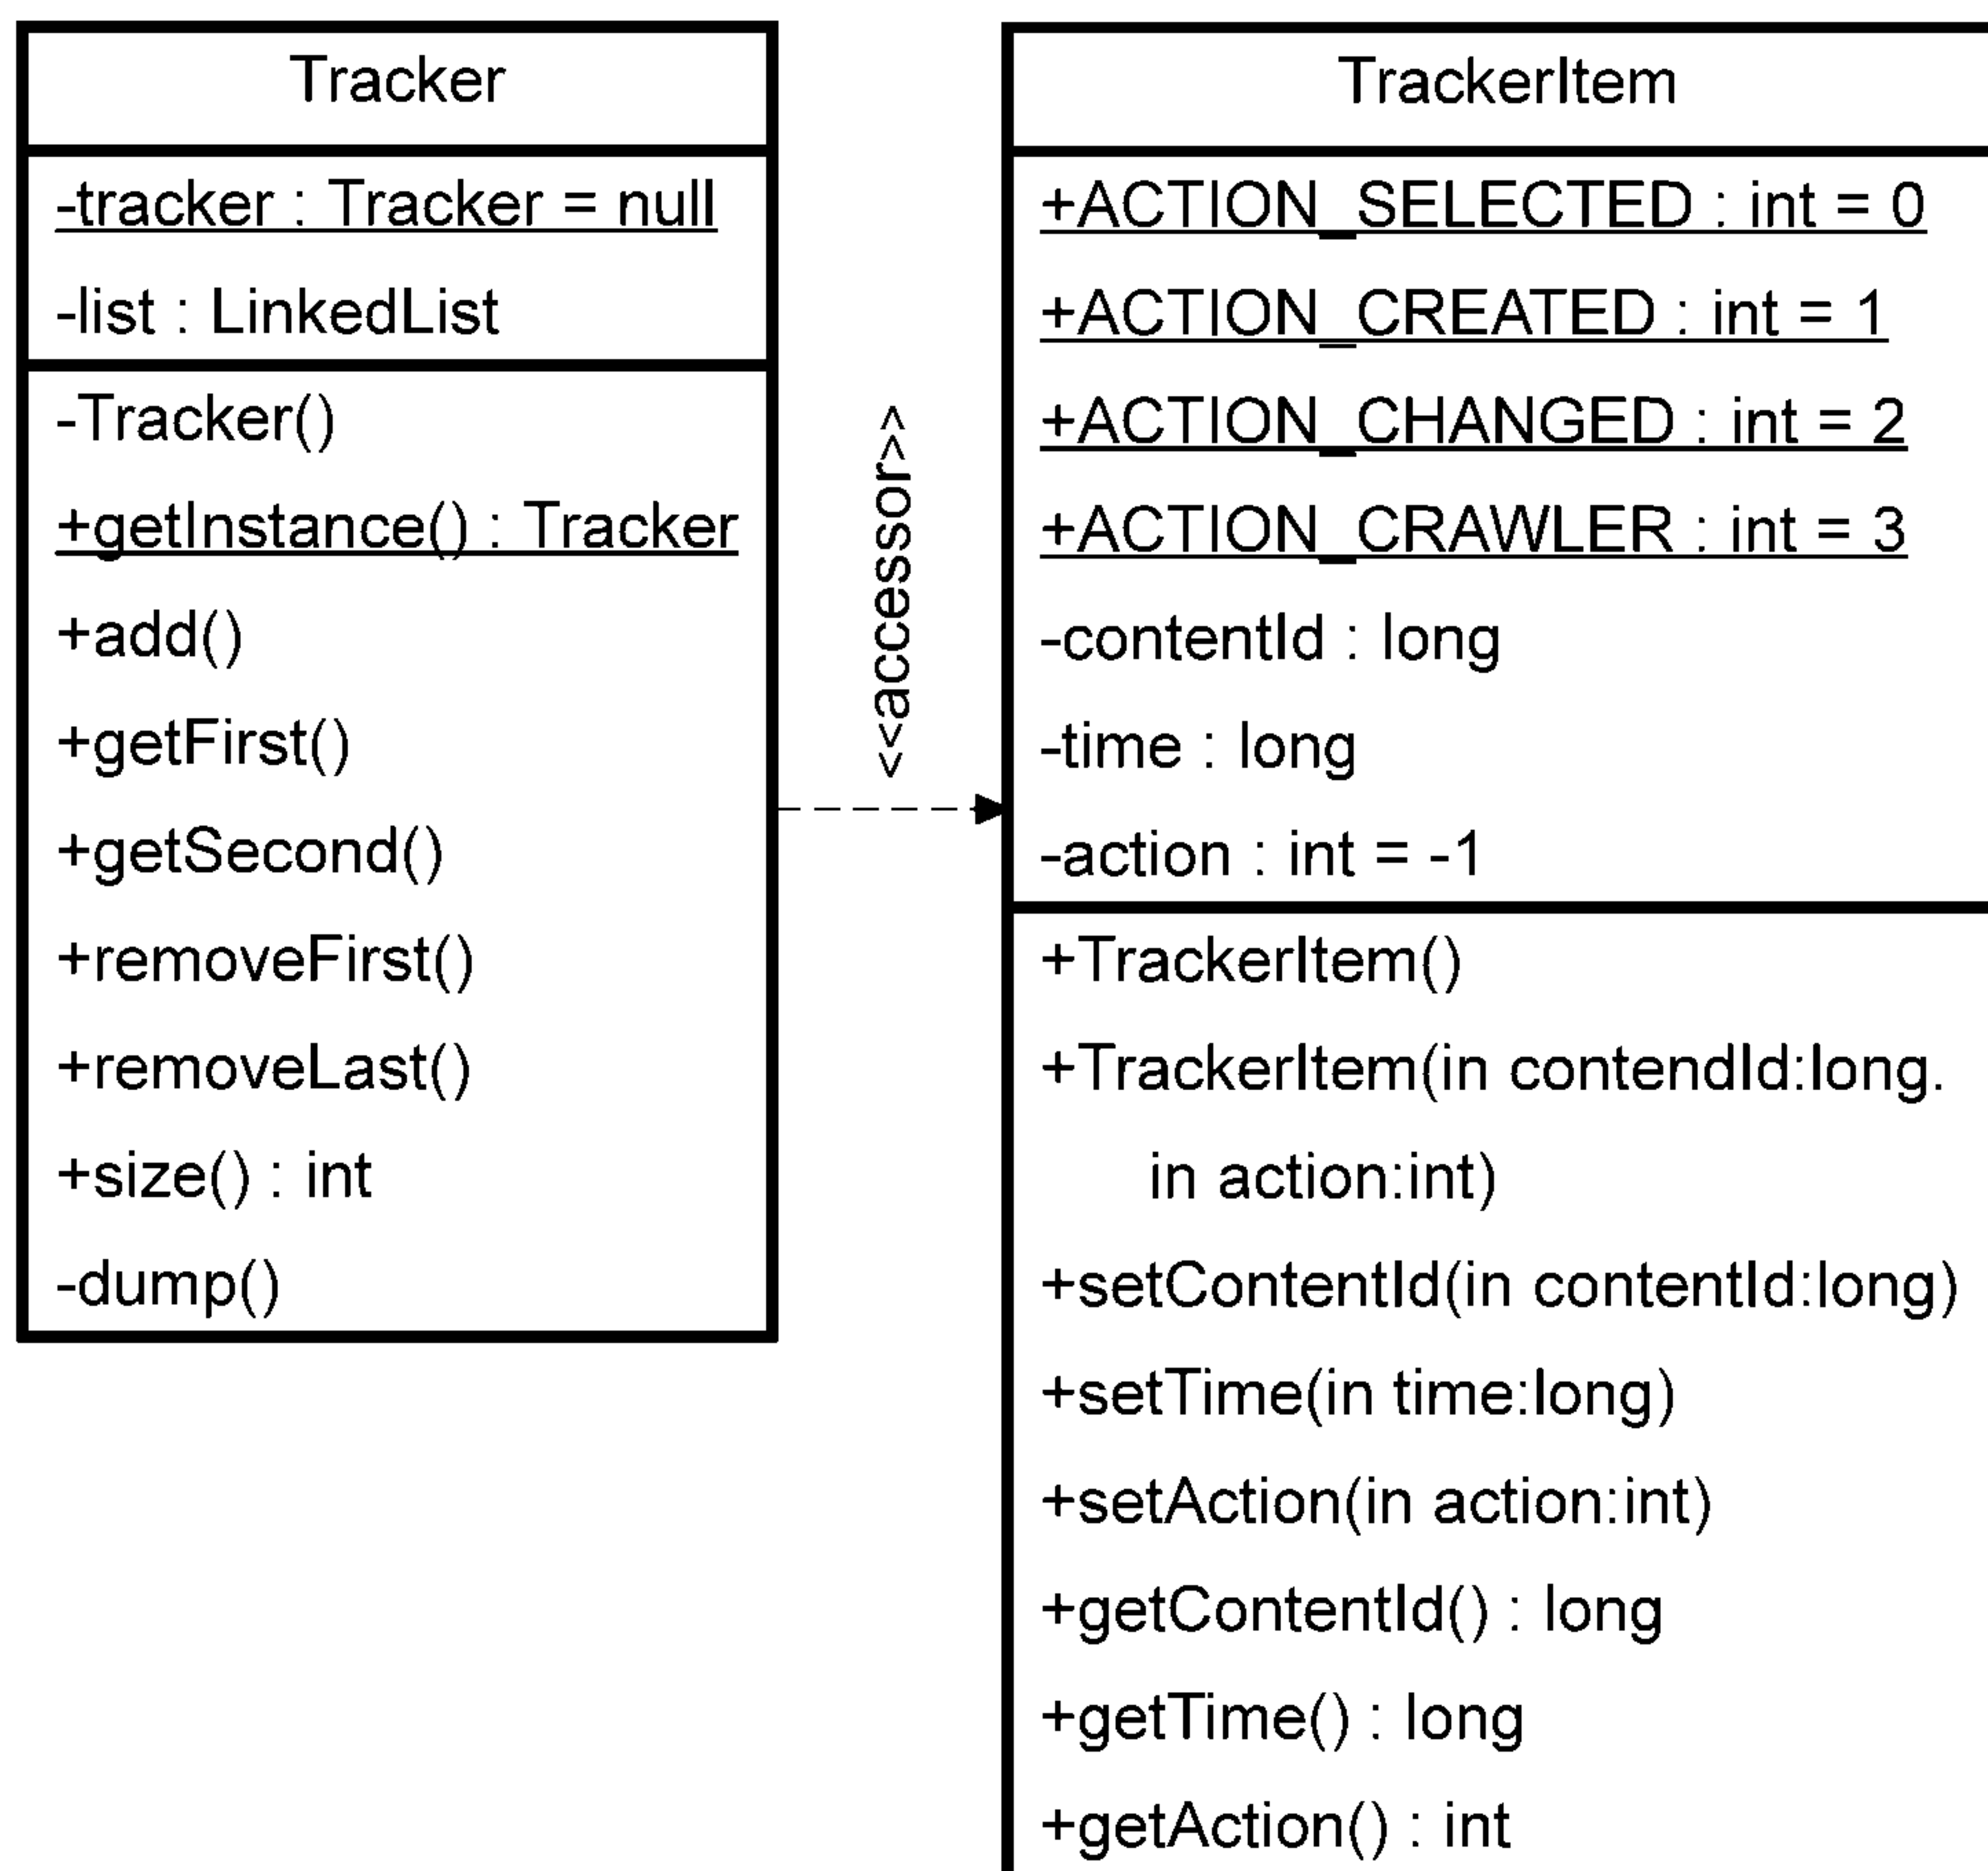 Tracker
-tracker : Tracker = null
-list : LinkedList
-Tracker()
+getInstance() : Tracker
+add()
+getFirst()
+getSecond()
+removeFirst()
+removeLast()
+size() : int
-dump()
<<accessor>>
TrackerItem
+ACTION_SELECTED : int = 0
+ACTION_CREATED : int = 1
+ACTION_CHANGED : int = 2
+ACTION_CRAWLER : int = 3
-contentId : long
-time : long
-action : int = -1
+TrackerItem()
+TrackerItem(in contendId:long.
in action:int)
+setContentId(in contentId:long)
+setTime(in time:long)
+setAction(in action:int)
+getContentId() : long
+getTime() : long
+getAction() : int